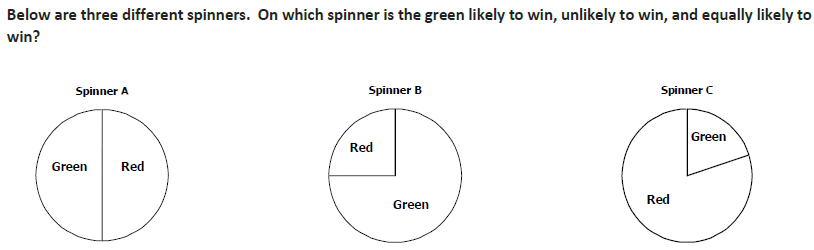 Below are three different spinners. On which spinner is the green likely to win, unlikely to win, and equally likely to
win?
Spinner A
Spinner B
Spinner C
Green
Red
Red
Green
Green
Red